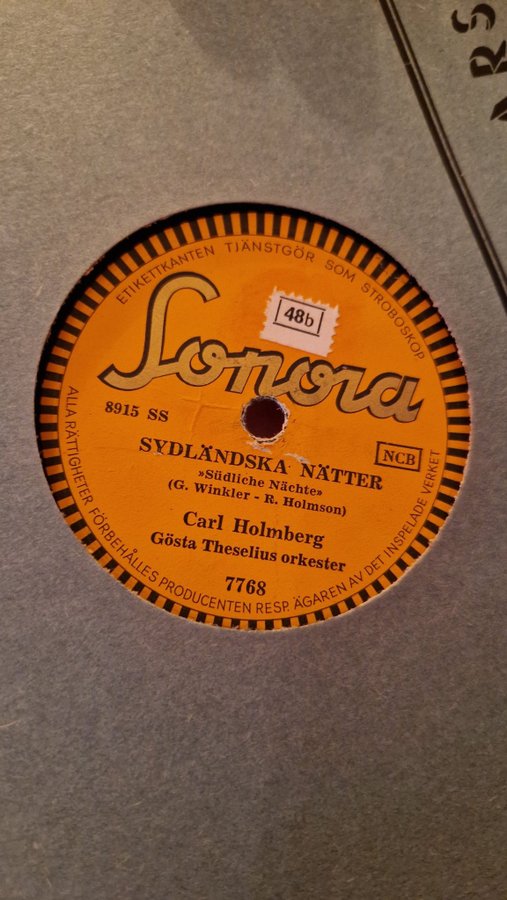 ARS
ETIKETTKANTEN TJÄNSTGÖR SOM STROBOSKOP
48b
Sonora
8915 SS
NCB
SYDLÄNDSKA NÄTTER
»Südliche Nächte»
(G. Winkler - R. Holmson)
Carl Holmberg
Gösta Theselius orkester
7768
ALLA RÄTTIGHETER FÖRBEHÅLLES PRODUCENTEN RESP. ÄGAREN AV DET INSPELADE VERKET